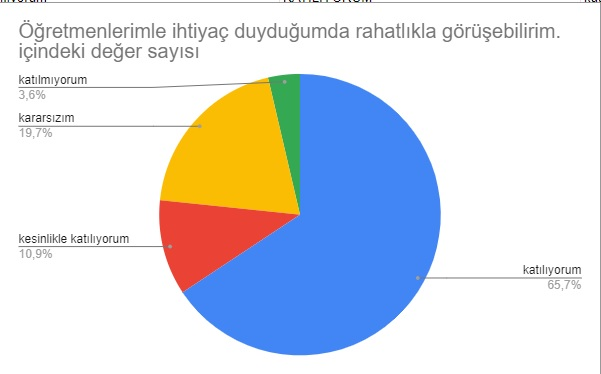 Öğretmenlerimle ihtiyaç duyduğumda rahatlıkla görüşebilirim.
içindeki değer sayısı
katılmıyorum
3,6%
kararsızım
19,7%
kesinlikle katılıyorum
10,9%
katılıyorum
65,7%